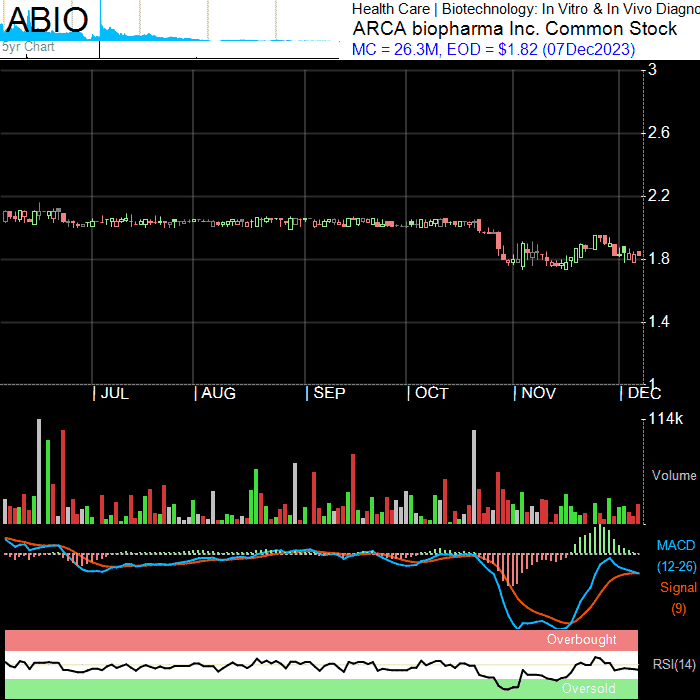 ABIO
5yr Chart
Health Care | Biotechnology: In Vitro & In Vivo Diagno
ARCA biopharma Inc. Common Stock
MC = 26.3M, EOD = $1.82 (07Dec2023)
3
2.6
2.2
1.8
1.4
1
| JUL | AUG | SEP | OCT | NOV | DEC
114k
Volume
MACD
(12-26)
Signal
(9)
Overbought
RSI(14)
Oversold